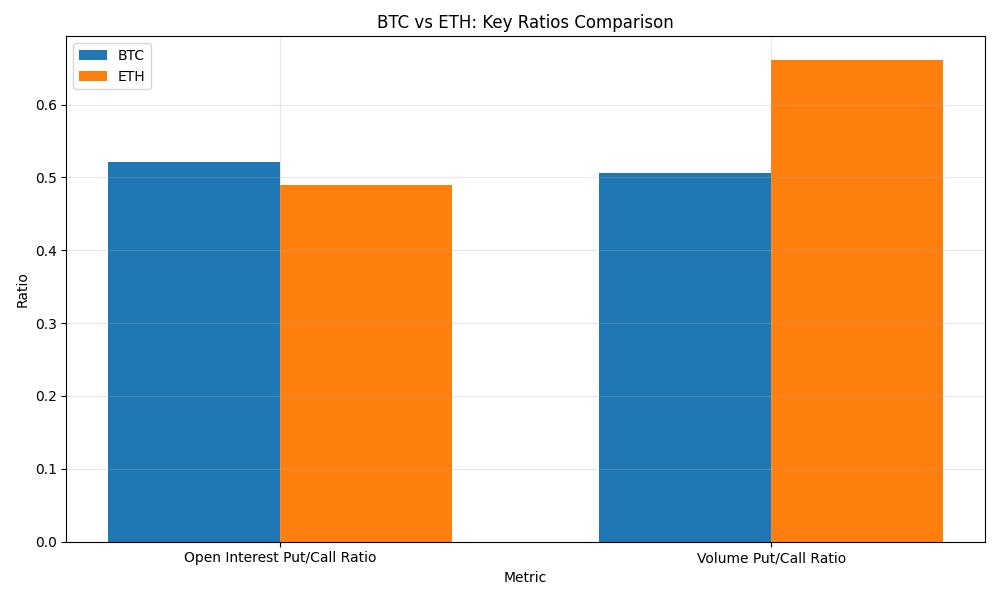 BTC vs ETH: Key Ratios Comparison
BTC
ETH
Ratio
0.6
0.5
0.4
0.3
0.2
0.1
0.0
Open Interest Put/Call Ratio
Volume Put/Call Ratio
Metric